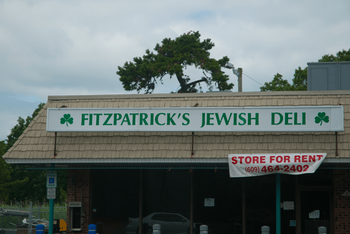 FITZPATRICK'S JEWISH DELI
STORE FOR RENT
(609) 464-2402